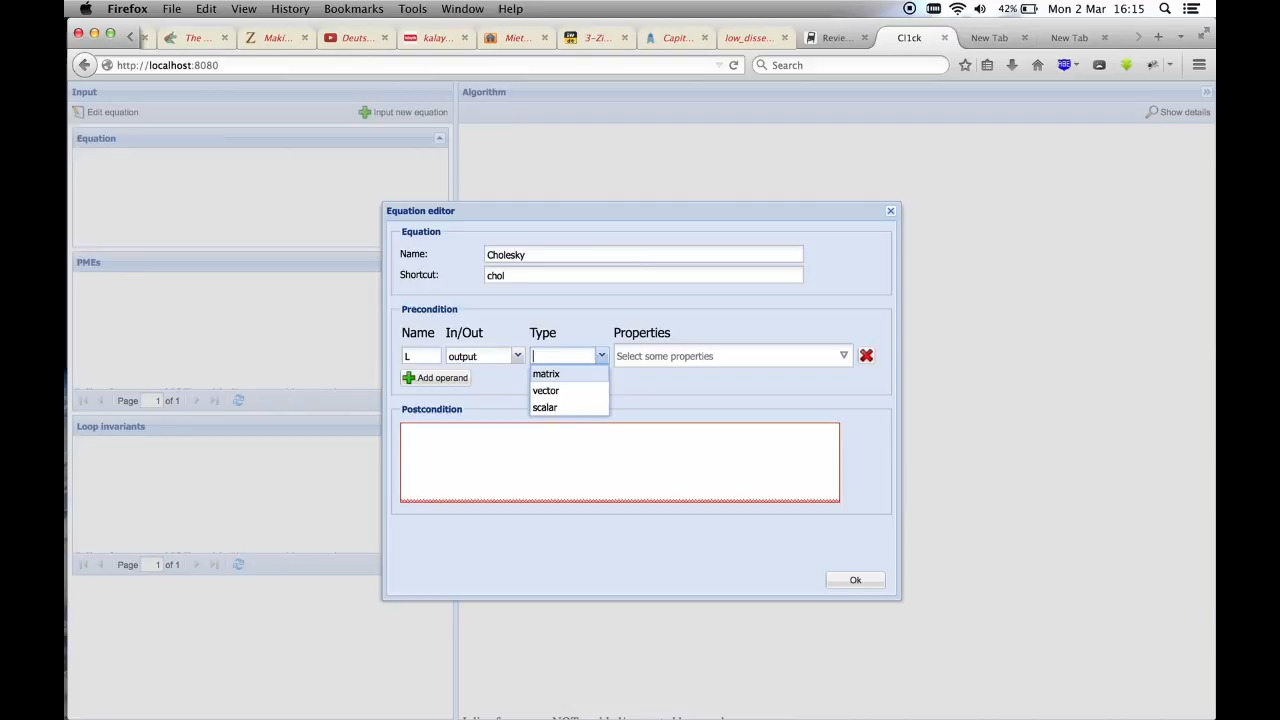 Firefox File Edit View History Bookmarks Tools Window Help 42% Mon 2 Mar 16:15
The ... Z Maki... Deuts... kalay... Miet... 3-Zi... Capit... low_disse... Revie... Cl1ck New Tab New Tab
http://localhost:8080 Search
Input Algorithm
Edit equation Input new equation Show details
Equation
PMEs
Page 1 of 1
Loop invariants
Page 1 of 1
Equation editor
Equation
Name: Cholesky
Shortcut: chol
Precondition
Name In/Out Type Properties
L output Select some properties
matrix
Add operand
vector
scalar
Postcondition
Ok